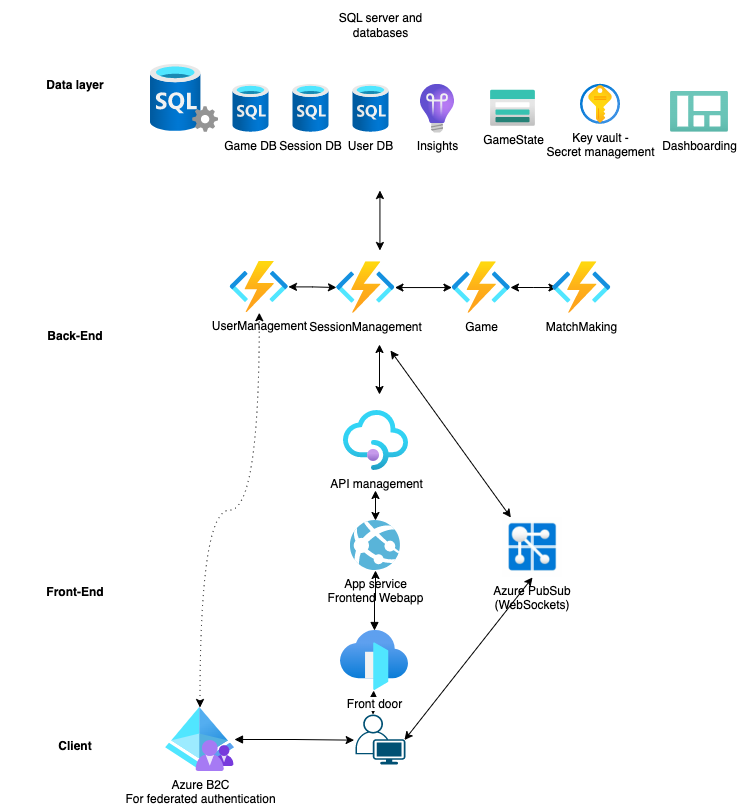 SQL server and
databases
Data layer
SQL
SQL
SQL
SQL
Game DB
Session DB
User DB
Insights
GameState
Key vault -
Secret management
Dashboarding
UserManagement
SessionManagement
Game
MatchMaking
Back-End
API management
App service
Frontend Webapp
Azure PubSub
(WebSockets)
Front-End
Front door
Client
Azure B2C
For federated authentication